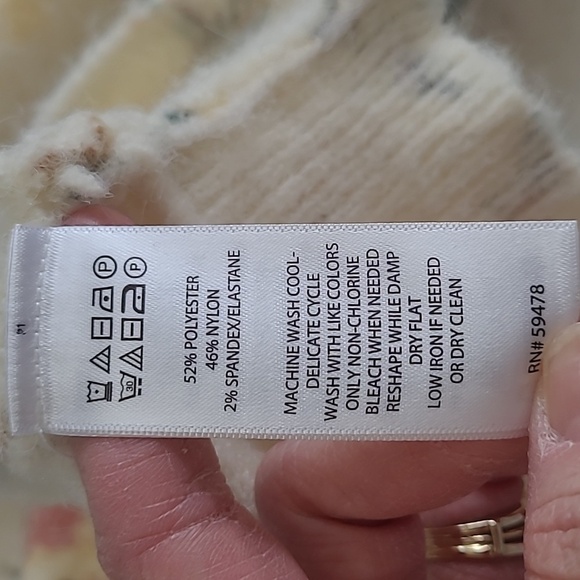 P
30 P
52% POLYESTER
46% NYLON
2% SPANDEX/ELASTANE
MACHINE WASH COOL-
DELICATE CYCLE
WASH WITH LIKE COLORS
ONLY NON-CHLORINE
BLEACH WHEN NEEDED
RESHAPE WHILE DAMP
DRY FLAT
LOW IRON IF NEEDED
OR DRY CLEAN
RN# 59478